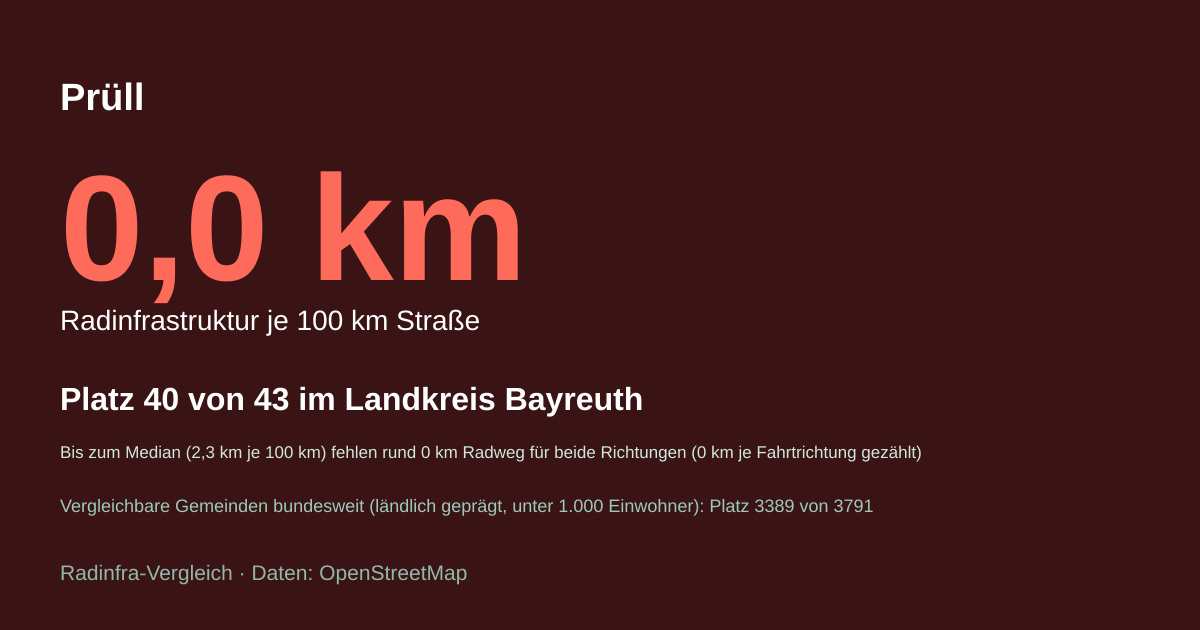 Prüll
0,0 km
Radinfrastruktur je 100 km Straße
Platz 40 von 43 im Landkreis Bayreuth
Bis zum Median (2,3 km je 100 km) fehlen rund 0 km Radweg für beide Richtungen (0 km je Fahrtrichtung gezählt)
Vergleichbare Gemeinden bundesweit (ländlich geprägt, unter 1.000 Einwohner): Platz 3389 von 3791
Radinfra-Vergleich · Daten: OpenStreetMap